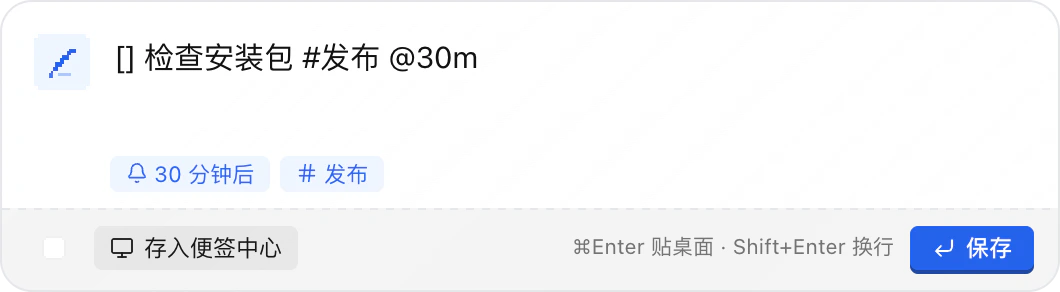 [] 检查安装包 #发布 @30m
30 分钟后 # 发布
存入便签中心 ⌘Enter 贴桌面 · Shift+Enter 换行 保存